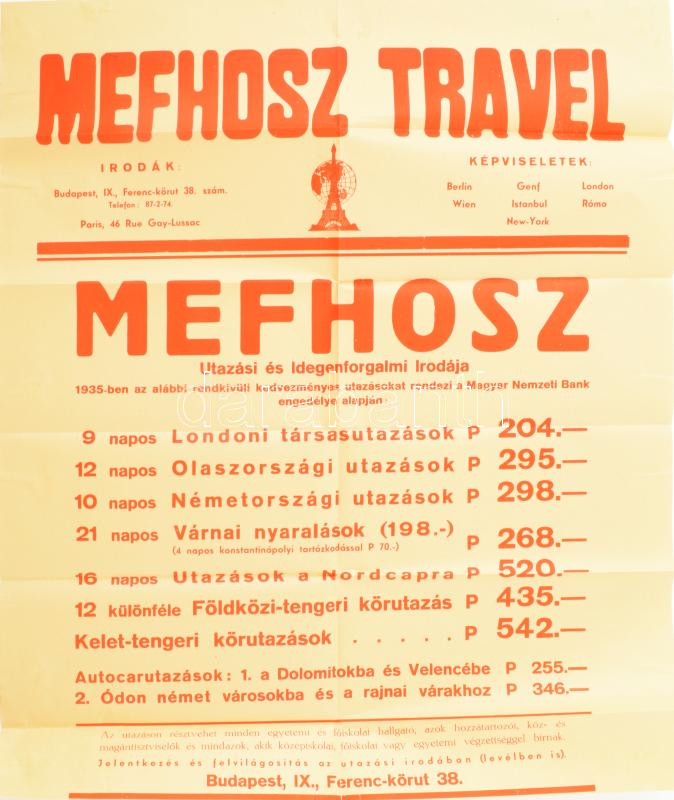 MEFHOSZ TRAVEL
IRODÁK:
Budapest, IX., Ferenc-körut 38. szám.
Telefon: 87-2-74.
Paris, 46 Rue Gay-Lussac
KÉPVISELETEK:
Berlin Genf London
Wien Istanbul Róma
New-York
MEFHOSZ
Utazási és Idegenforgalmi Irodája
1935-ben az alábbi rendkivüli kedvezményes utazásokat rendezi a Magyar Nemzeti Bank
engedélye alapján:
darabanth
9 napos Londoni társasutazások P 204.—
12 napos Olaszországi utazások P 295.—
10 napos Németországi utazások P 298.—
21 napos Várnai nyaralások (198.-) P 268.—
(4 napos konstantinápolyi tartózkodással P 70.-)
16 napos Utazások a Nordcapra P 520.—
12 különféle Földközi-tengeri körutazás P 435.—
Kelet-tengeri körutazások . . . . . P 542.—
Autocarutazások: 1. a Dolomitokba és Velencébe P 255.—
2. Ódon német városokba és a rajnai várakhoz P 346.—
Az utazáson résztvehet minden egyetemi és főiskolai hallgató, azok hozzátartozói, köz- és
magántisztviselők és mindazok, akik középiskolai, főiskolai vagy egyetemi végzettséggel birnak.
Jelentkezés és felvilágositás az utazási irodában (levélben is).
Budapest, IX., Ferenc-körut 38.